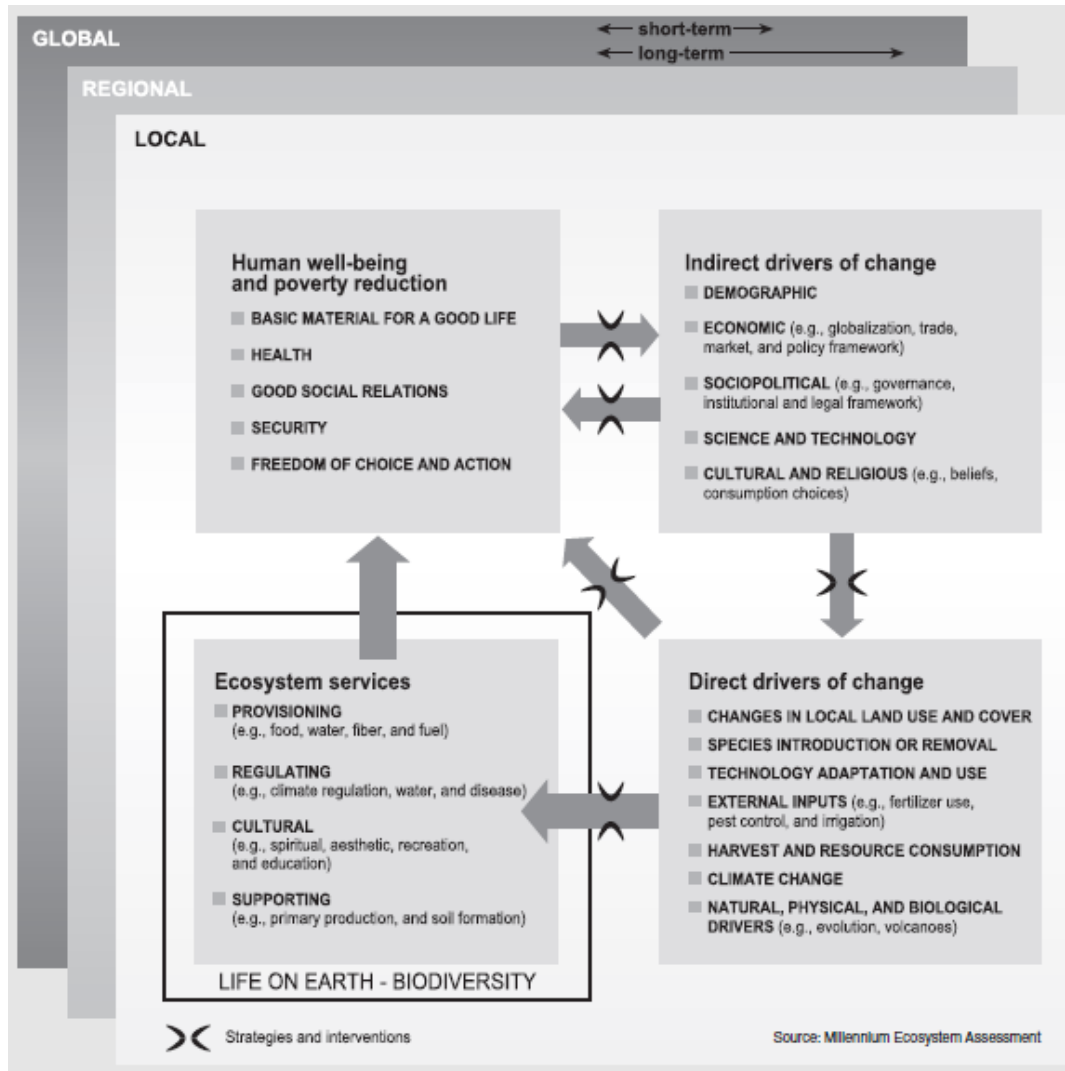 GLOBAL
short-term
long-term
REGIONAL
LOCAL
Human well-being
and poverty reduction
BASIC MATERIAL FOR A GOOD LIFE
HEALTH
GOOD SOCIAL RELATIONS
SECURITY
FREEDOM OF CHOICE AND ACTION
Indirect drivers of change
DEMOGRAPHIC
ECONOMIC (e.g., globalization, trade,
market, and policy framework)
SOCIOPOLITICAL (e.g., governance,
institutional and legal framework)
SCIENCE AND TECHNOLOGY
CULTURAL AND RELIGIOUS (e.g., beliefs,
consumption choices)
Ecosystem services
PROVISIONING
(e.g., food, water, fiber, and fuel)
REGULATING
(e.g., climate regulation, water, and disease)
CULTURAL
(e.g., spiritual, aesthetic, recreation,
and education)
SUPPORTING
(e.g., primary production, and soil formation)
LIFE ON EARTH - BIODIVERSITY
Direct drivers of change
CHANGES IN LOCAL LAND USE AND COVER
SPECIES INTRODUCTION OR REMOVAL
TECHNOLOGY ADAPTATION AND USE
EXTERNAL INPUTS (e.g., fertilizer use,
pest control, and irrigation)
HARVEST AND RESOURCE CONSUMPTION
CLIMATE CHANGE
NATURAL, PHYSICAL, AND BIOLOGICAL
DRIVERS (e.g., evolution, volcanoes)
Strategies and interventions
Source: Millennium Ecosystem Assessment